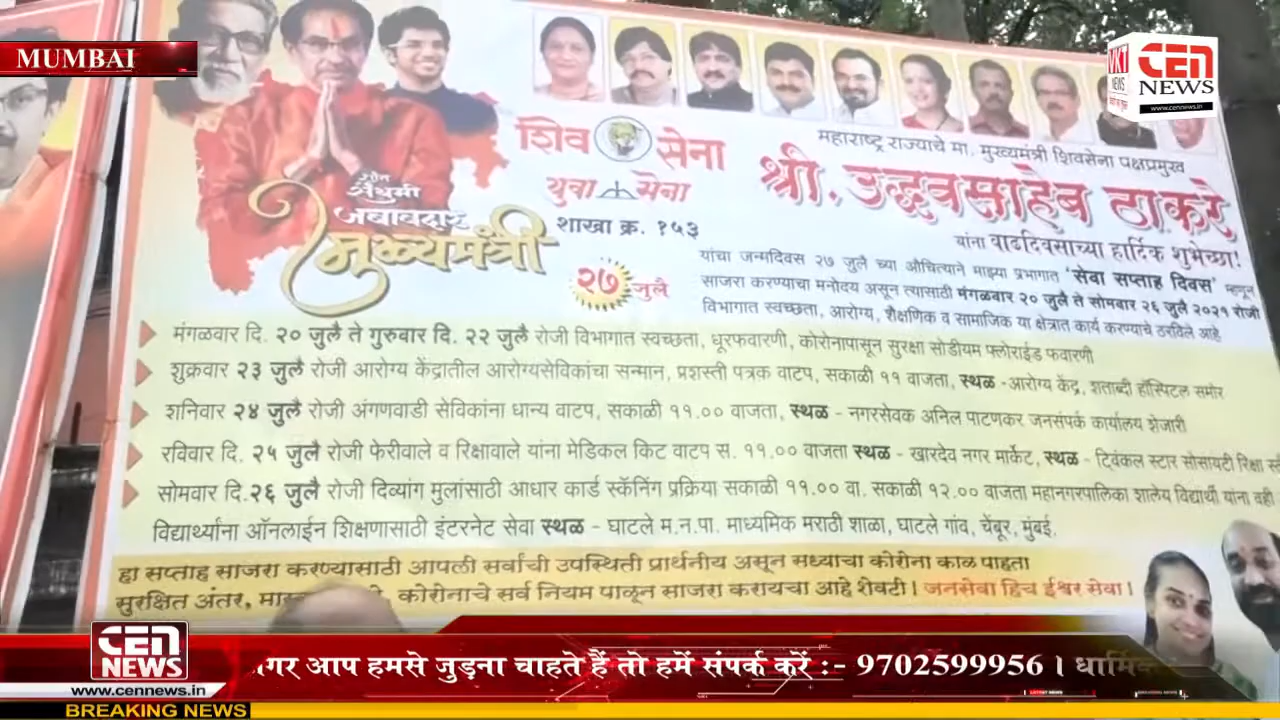 MUMBAI
VKT
CEN
NEWS
www.cennews.in
शिव सेना
युवा सेना
शाखा क्र. १५३
जबाबदार
मुख्यमंत्री
२७ जुलै
महाराष्ट्र राज्याचे मा. मुख्यमंत्री शिवसेना पक्षप्रमुख
श्री. उद्धवसाहेब ठाकरे
यांना वाढदिवसाच्या हार्दिक शुभेच्छा!
यांचा जन्मदिवस २७ जुलै च्या औचित्याने माझ्या प्रभागात 'सेवा सप्ताह दिवस' म्हणून
साजरा करण्याचा मनोदय असून त्यासाठी मंगळवार २० जुलै ते सोमवार २६ जुलै २०२१ रोजी
विभागात स्वच्छता, आरोग्य, शैक्षणिक व सामाजिक या क्षेत्रात कार्य करण्याचे ठरविले आहे.
मंगळवार दि. २० जुलै ते गुरुवार दि. २२ जुलै रोजी विभागात स्वच्छता, धूरफवारणी, कोरोनापासून सुरक्षा सोडीयम फ्लोराईड फवारणी
शुक्रवार २३ जुलै रोजी आरोग्य केंद्रातील आरोग्यसेविकांचा सन्मान, प्रशस्ती पत्रक वाटप, सकाळी ११ वाजता, स्थळ -आरोग्य केंद्र, शताब्दी हॉस्पिटल समोर
शनिवार २४ जुलै रोजी अंगणवाडी सेविकांना धान्य वाटप, सकाळी ११.०० वाजता, स्थळ - नगरसेवक अनिल पाटणकर जनसंपर्क कार्यालय शेजारी
रविवार दि. २५ जुलै रोजी फेरीवाले व रिक्षावाले यांना मेडिकल किट वाटप स. ११.०० वाजता स्थळ - खारदेव नगर मार्केट, स्थळ - ट्विंकल स्टार सोसायटी रिक्षा
सोमवार दि.२६ जुलै रोजी दिव्यांग मुलांसाठी आधार कार्ड स्कॅनिंग प्रक्रिया सकाळी ११.०० वा. सकाळी १२.०० वाजता महानगरपालिका शालेय विद्यार्थी यांना वही
विद्यार्थ्यांना ऑनलाईन शिक्षणासाठी इंटरनेट सेवा स्थळ - घाटले म.न.पा. माध्यमिक मराठी शाळा, घाटले गांव, चेंबूर, मुंबई.
हा सप्ताह साजरा करण्यासाठी आपली सर्वांची उपस्थिती प्रार्थनीय असून सध्याचा कोरोना काळ पाहता
सुरक्षित अंतर, कोरोनाचे सर्व नियम पाळून साजरा करायचा आहे शेवटी ! जनसेवा हिच ईश्वर सेवा !
CEN
NEWS
www.cennews.in
आप हमसे जुड़ना चाहते हैं तो हमें संपर्क करें :- 9702599956 ।
BREAKING NEWS